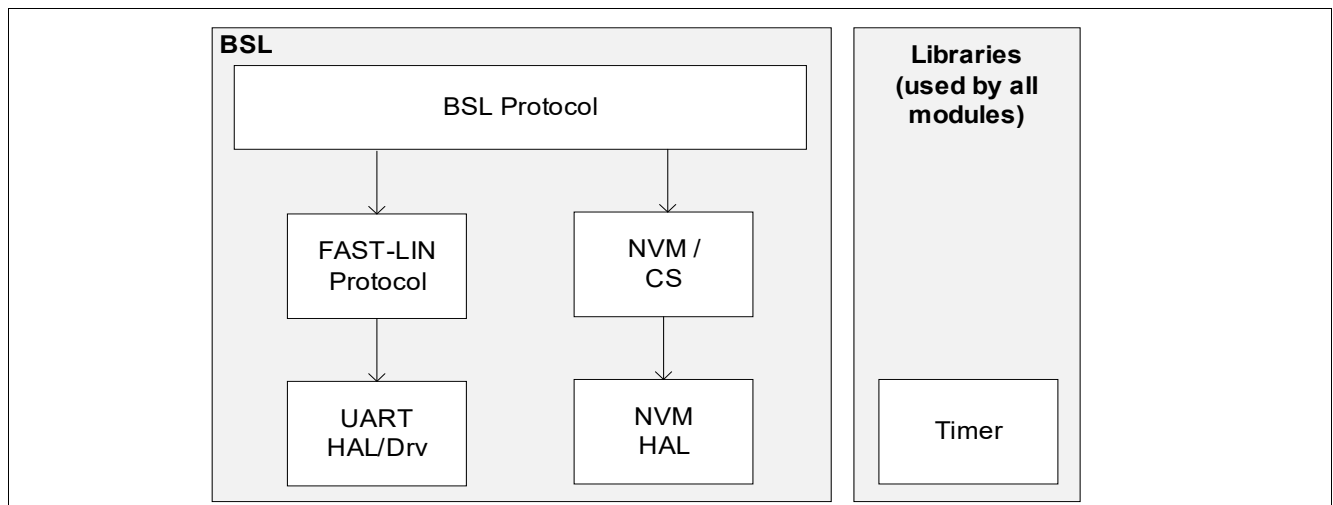 BSL
BSL Protocol
FAST-LIN
Protocol
NVM /
CS
UART
HAL/Drv
NVM
HAL
Libraries
(used by all
modules)
Timer